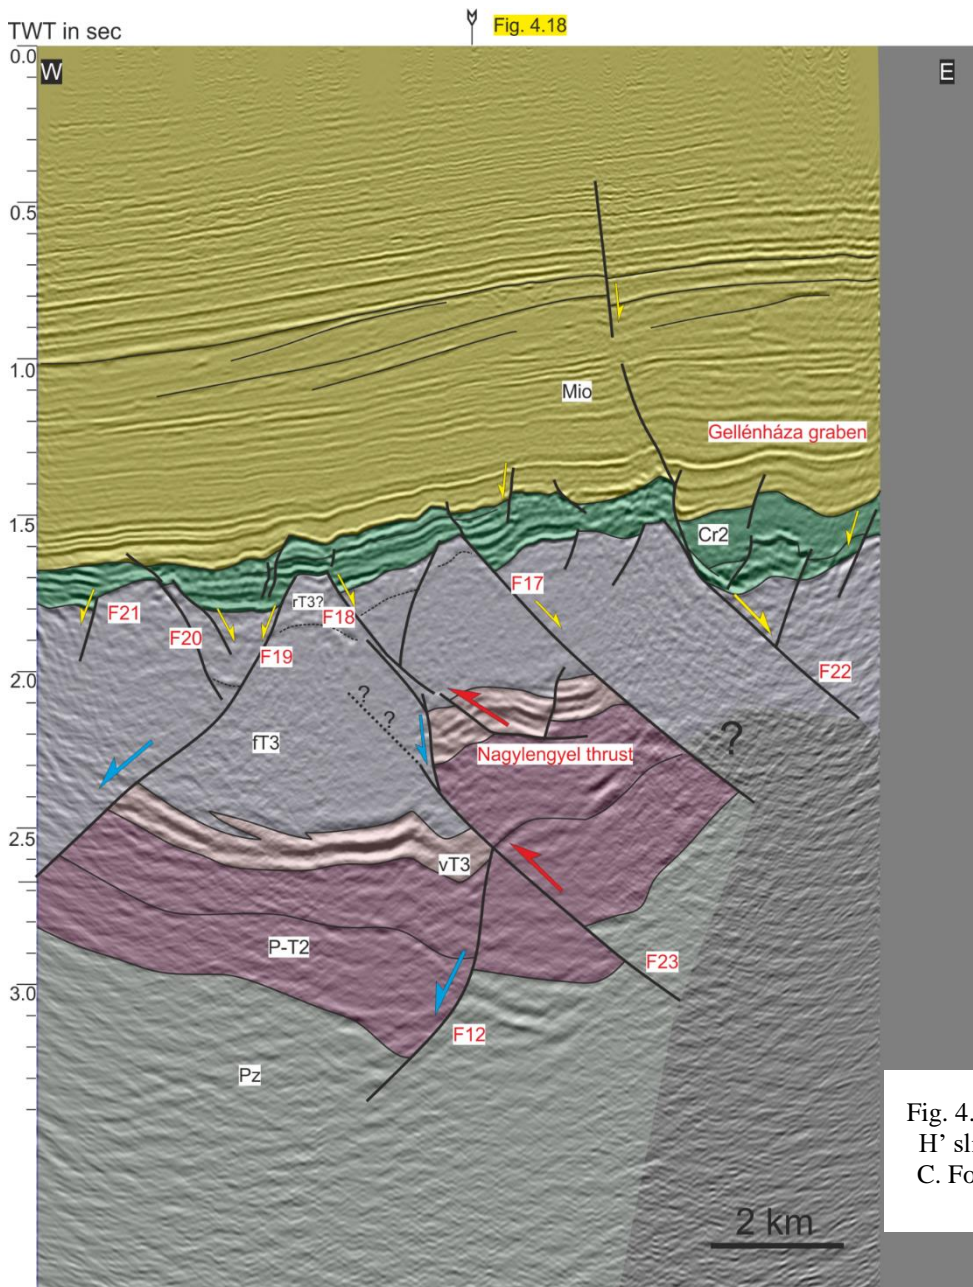 TWT in sec
Fig. 4.18
0.0
W
E
0.5
1.0
Mio
Gellénháza graben
1.5
Cr2
F21
rT3?
F18
F17
F20
F19
F22
2.0
?
?
fT3
Nagylengyel thrust
?
2.5
vT3
P-T2
F23
3.0
F12
Pz
Fig. 4.
H’ sl
C. Fo
2 km